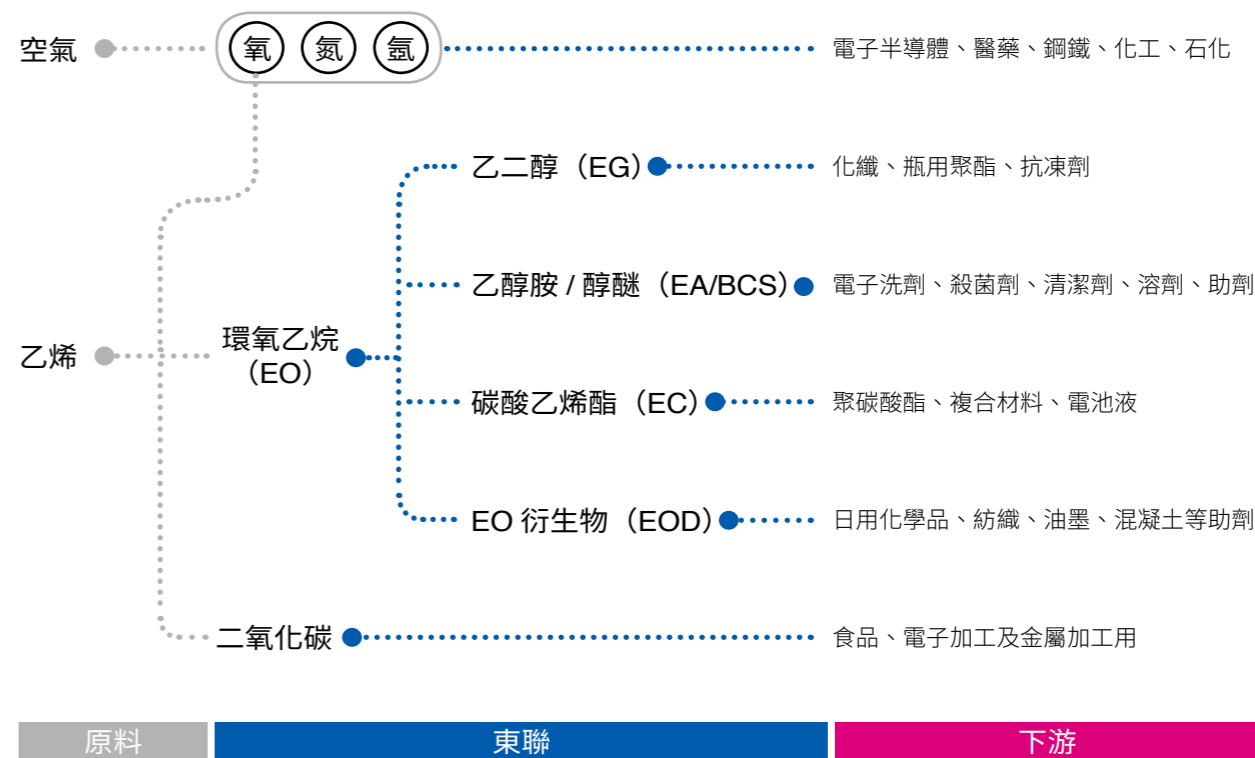 空氣
氧 氮 氬
電子半導體、醫藥、鋼鐵、化工、石化
乙二醇（EG）
化纖、瓶用聚酯、抗凍劑
乙醇胺 / 醇醚（EA/BCS）
電子洗劑、殺菌劑、清潔劑、溶劑、助劑
乙烯
環氧乙烷
（EO）
碳酸乙烯酯（EC）
聚碳酸酯、複合材料、電池液
EO 衍生物（EOD）
日用化學品、紡織、油墨、混凝土等助劑
二氧化碳
食品、電子加工及金屬加工用
原料
東聯
下游